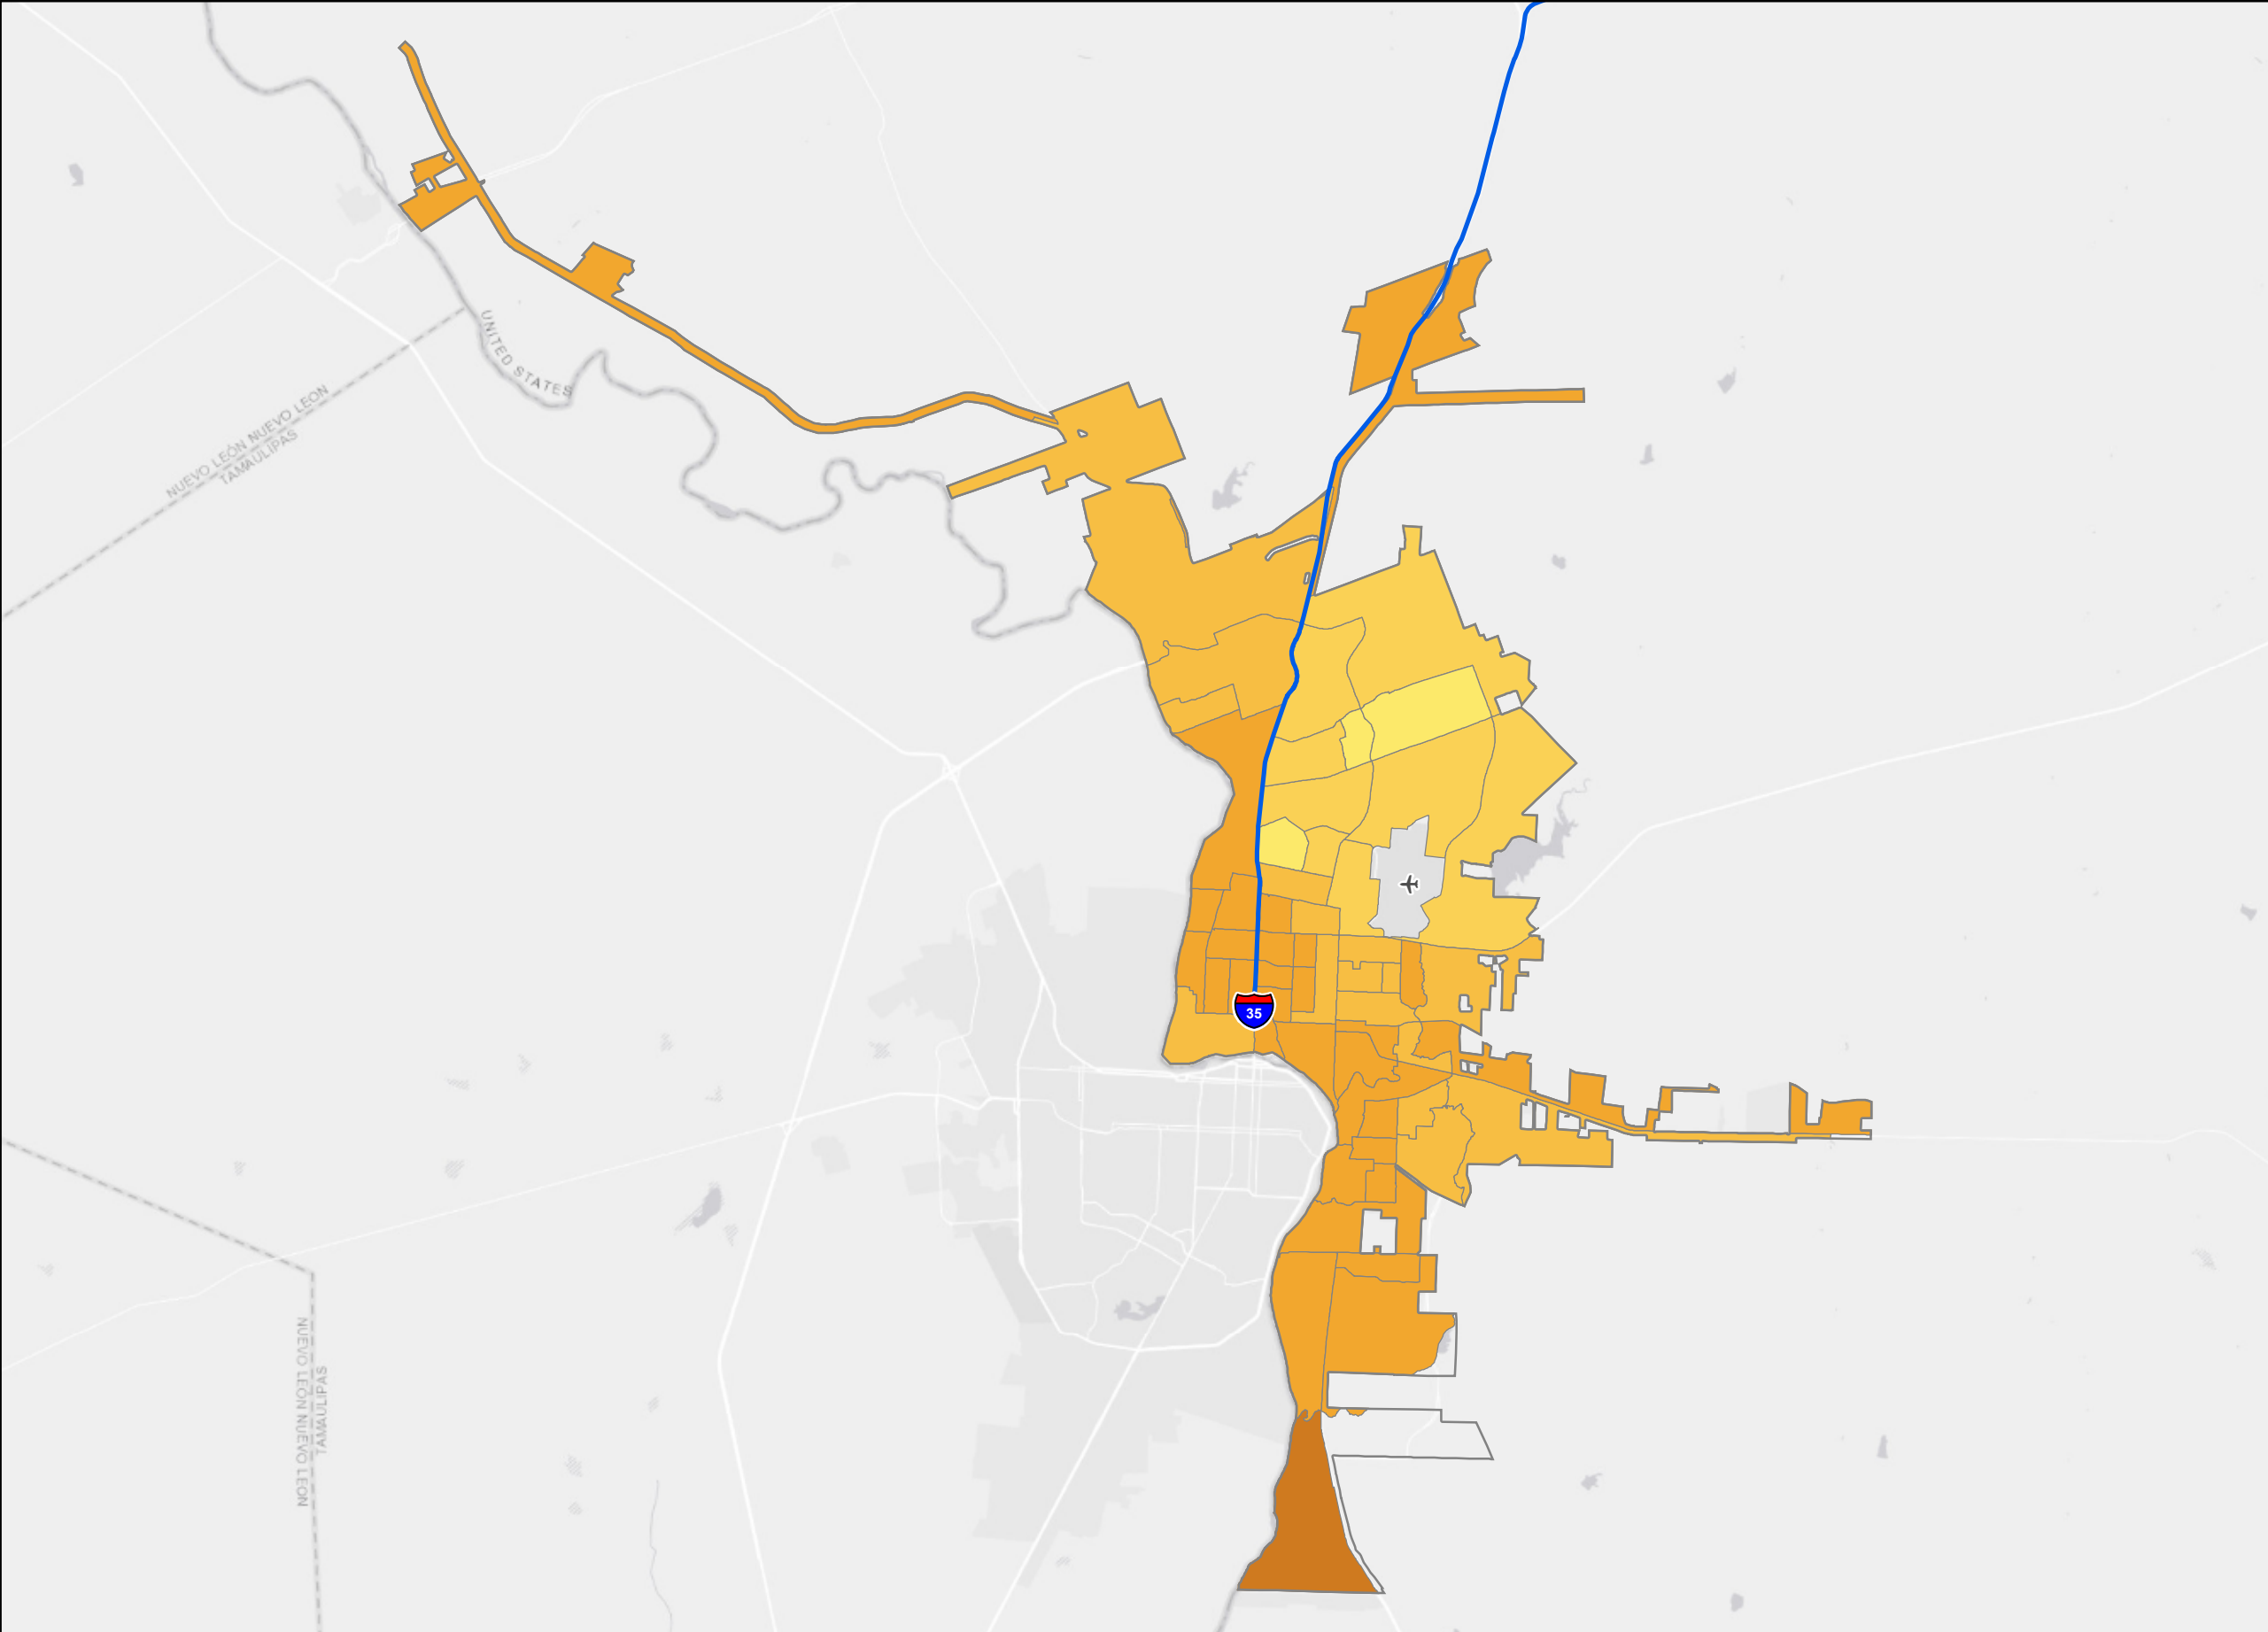 UNITED STATES
NUEVO LEÓN NUEVO LEON
TAMAULIPAS
35
NUEVO LEÓN NUEVO LEON
TAMAULIPAS